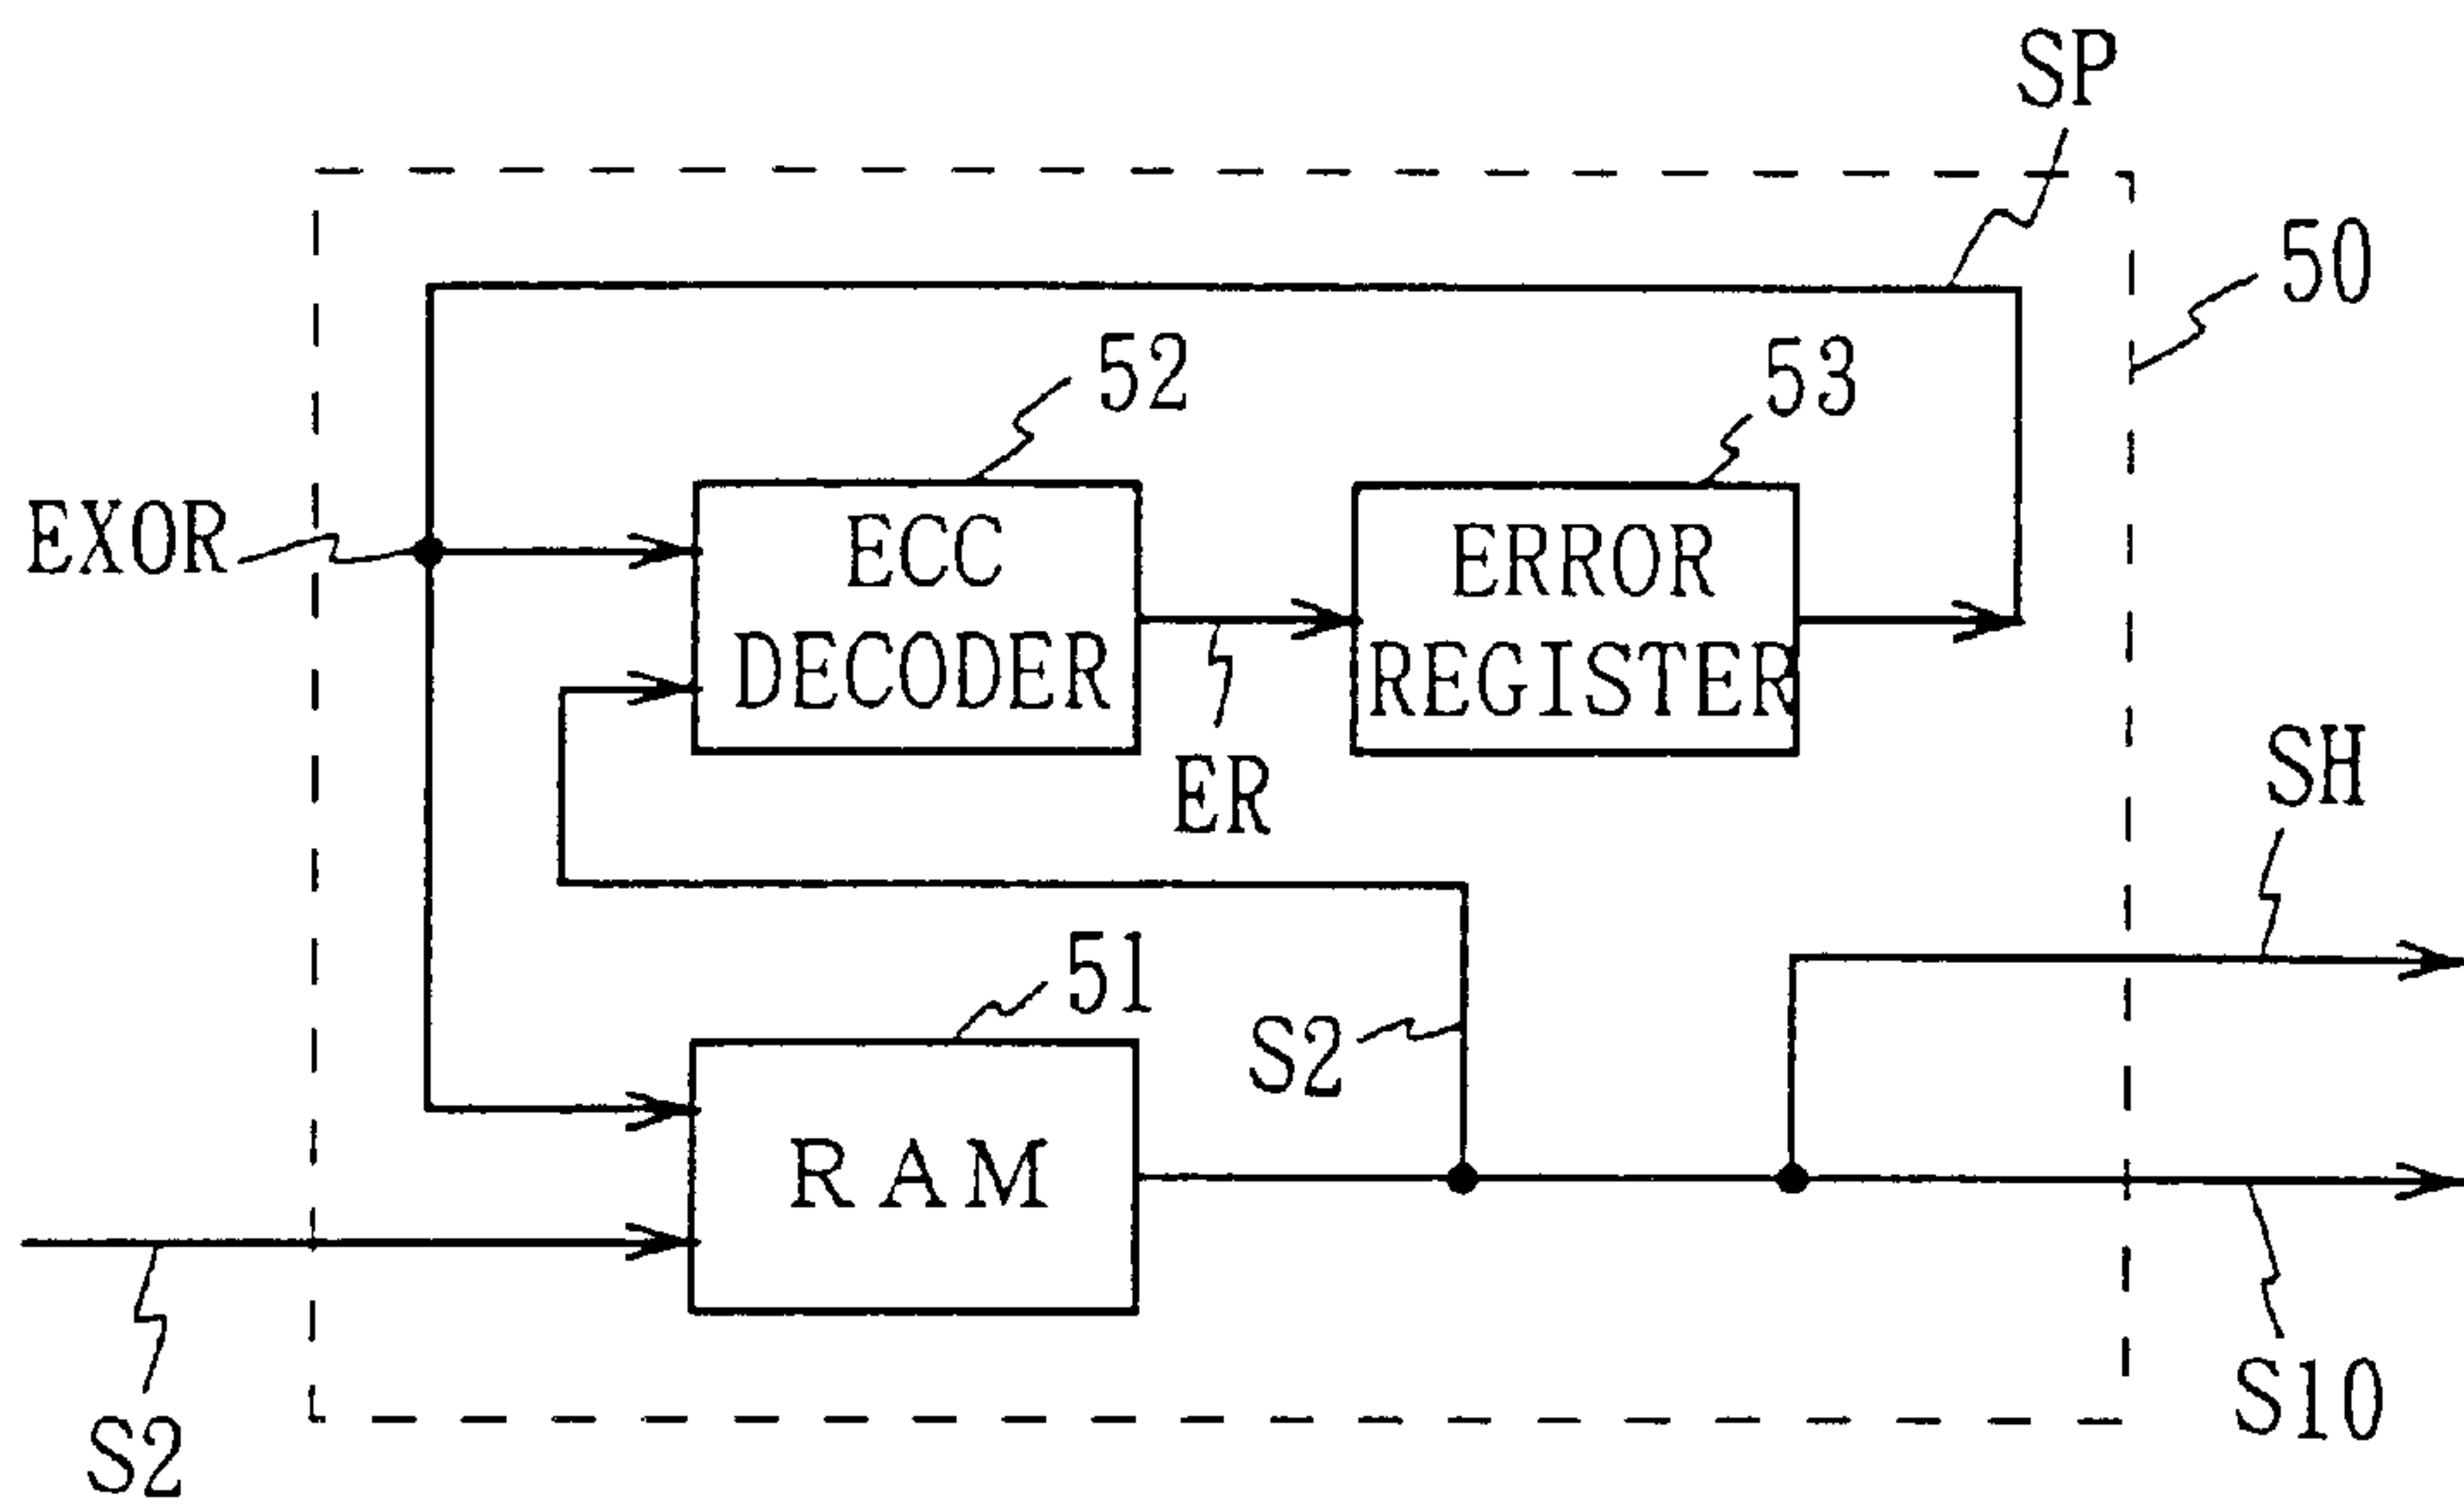 SP
50
52
53
EXOR
ECC
DECODER
ERROR
REGISTER
ER
SH
51
S2
RAM
S10
S2